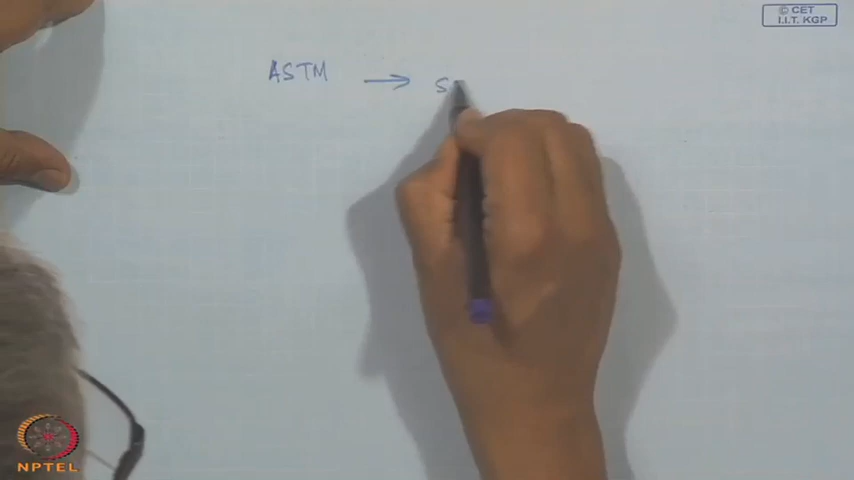 © CET
I.I.T. KGP
ASTM → S
NPTEL